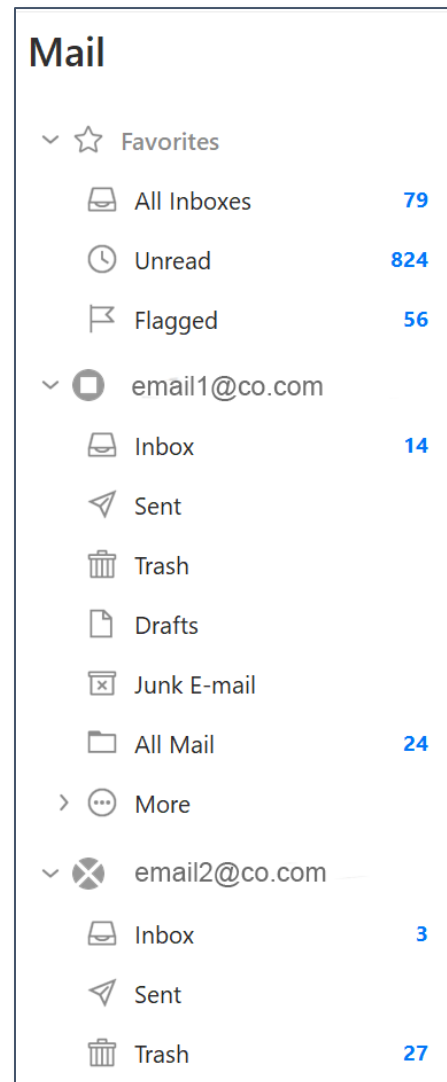 Mail
Favorites
All Inboxes 79
Unread 824
Flagged 56
email1@co.com
Inbox 14
Sent
Trash
Drafts
Junk E-mail
All Mail 24
More
email2@co.com
Inbox 3
Sent
Trash 27